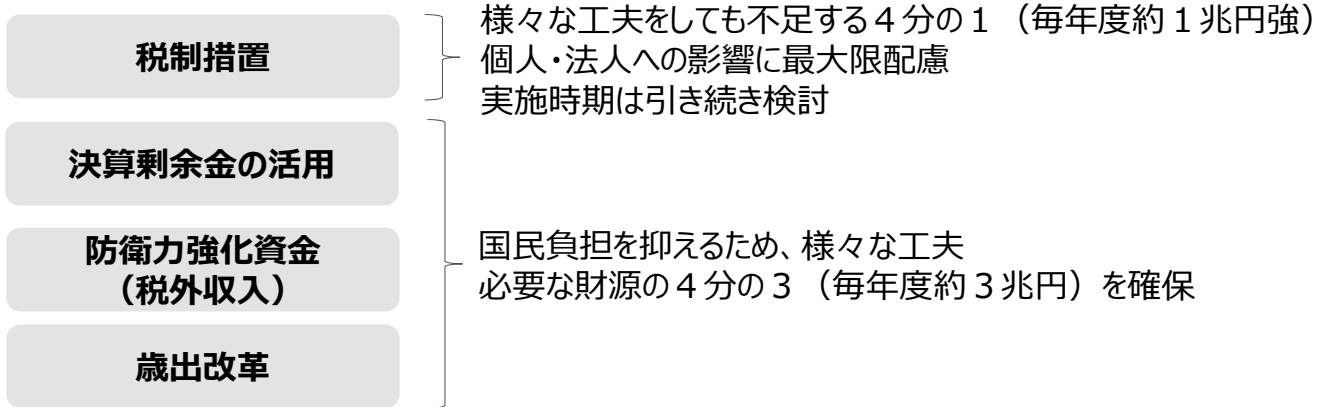 税制措置
様々な工夫をしても不足する４分の１（毎年度約１兆円強）
個人・法人への影響に最大限配慮
実施時期は引き続き検討
決算剰余金の活用
防衛力強化資金
（税外収入）
歳出改革
国民負担を抑えるため、様々な工夫
必要な財源の４分の３（毎年度約３兆円）を確保